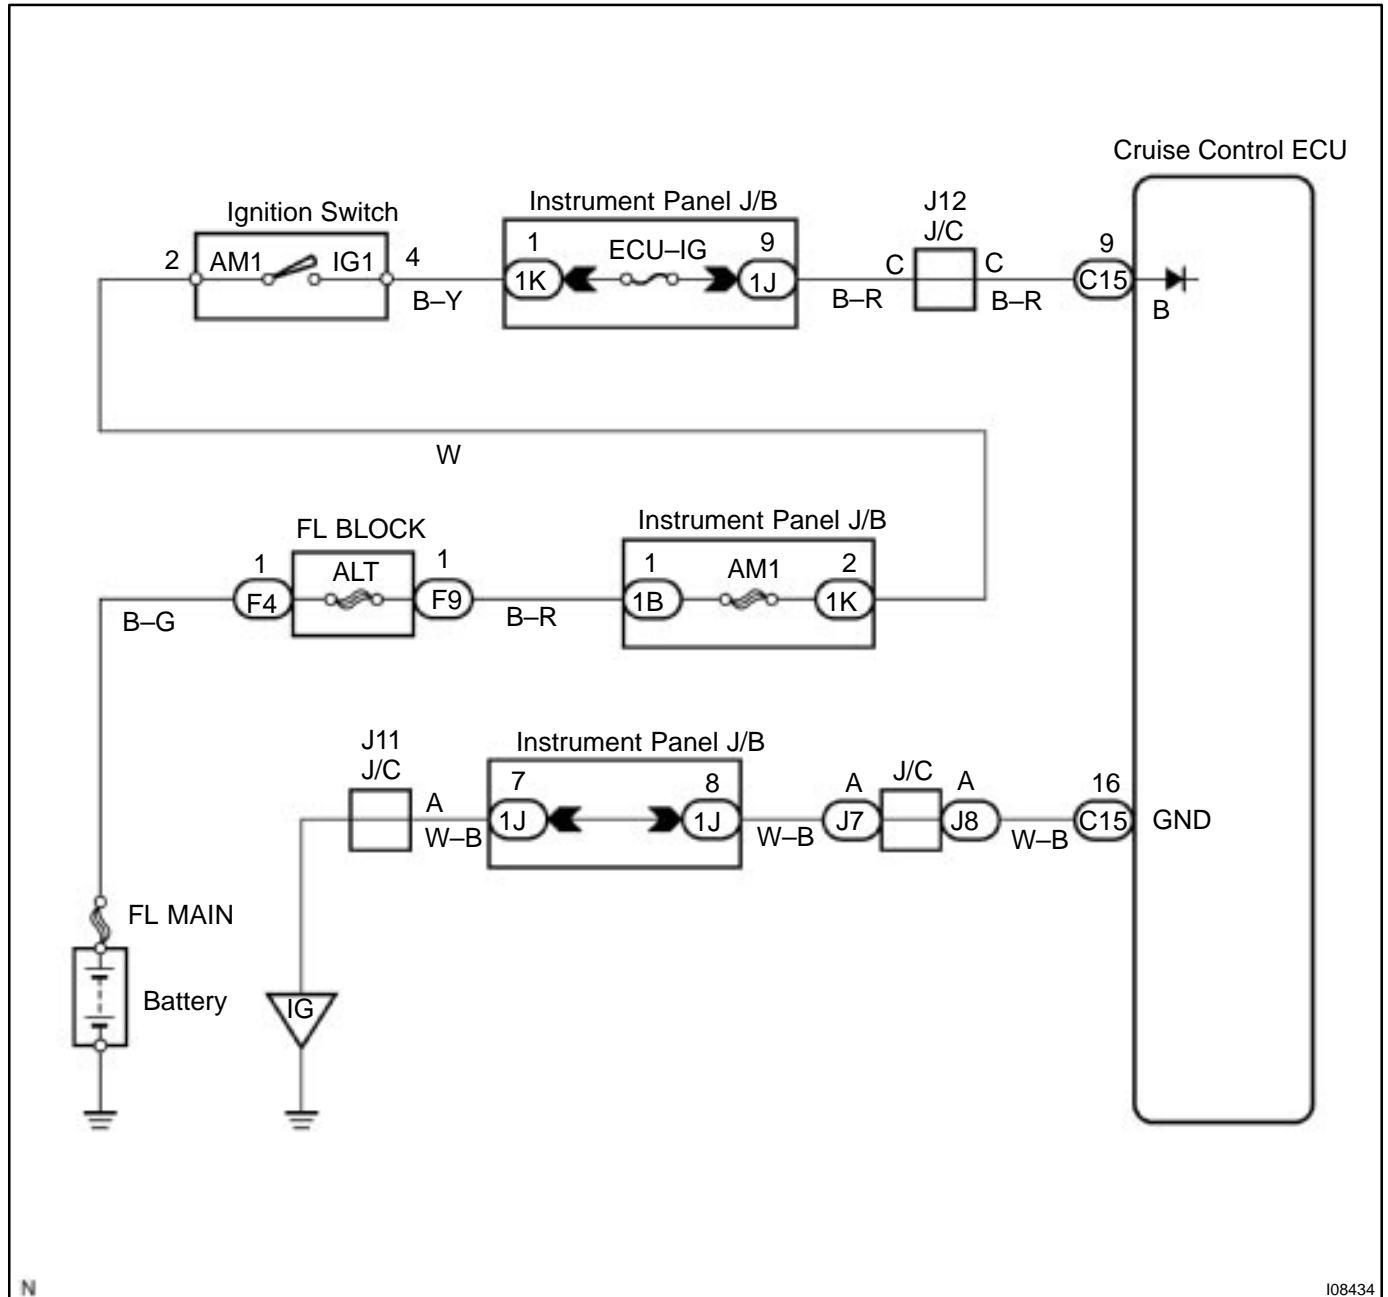 Cruise Control ECU
Ignition Switch
Instrument Panel J/B
J12
J/C
2
AM1
IG1
4
B–Y
1
1K
ECU–IG
9
1J
B–R
C
C
B–R
9
C15
B
W
FL BLOCK
Instrument Panel J/B
B–G
1
F4
ALT
1
F9
B–R
1
1B
AM1
2
1K
J11
J/C
Instrument Panel J/B
A
W–B
7
1J
8
1J
W–B
A
J7
J/C
A
J8
W–B
16
C15
GND
FL MAIN
Battery
IG
N
I08434